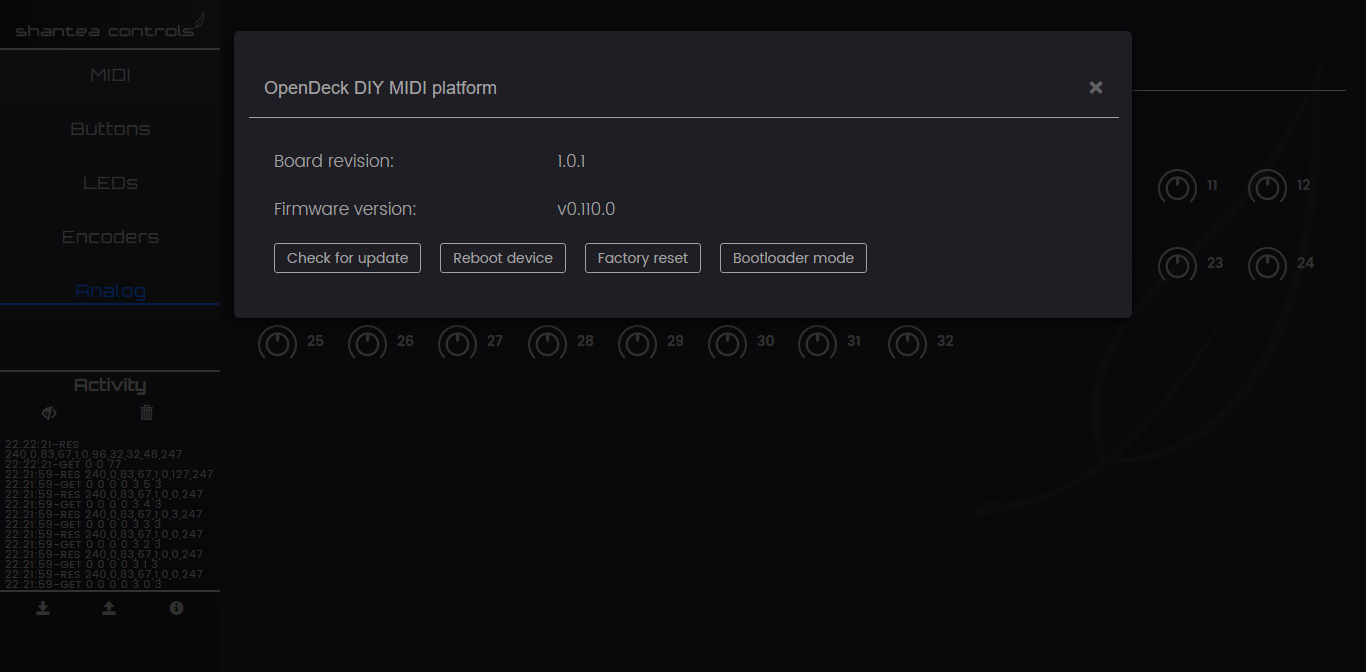 shantea controls
MIDI
Buttons
LEDs
Encoders
Analog
OpenDeck DIY MIDI platform
Board revision: 1.0.1
Firmware version: v0.110.0
Check for update Reboot device Factory reset Bootloader mode
11 12
23 24
25 26 27 28 29 30 31 32
Activity
22:22:21-RES
240,0,83,67,1,0,96,32,32,48,247
22:22:21-GET 0 0 77
22:21:59-RES 240,0,83,67,1,0,127,247
22:21:59-GET 0 0 0 0 3 5 3
22:21:59-RES 240,0,83,67,1,0,0,247
22:21:59-GET 0 0 0 0 3 4 3
22:21:59-RES 240,0,83,67,1,0,3,247
22:21:59-GET 0 0 0 0 3 3 3
22:21:59-RES 240,0,83,67,1,0,0,247
22:21:59-GET 0 0 0 0 3 2 3
22:21:59-RES 240,0,83,67,1,0,0,247
22:21:59-GET 0 0 0 0 3 1 3
22:21:59-RES 240,0,83,67,1,0,0,247
22:21:59-GET 0 0 0 0 3 0 3